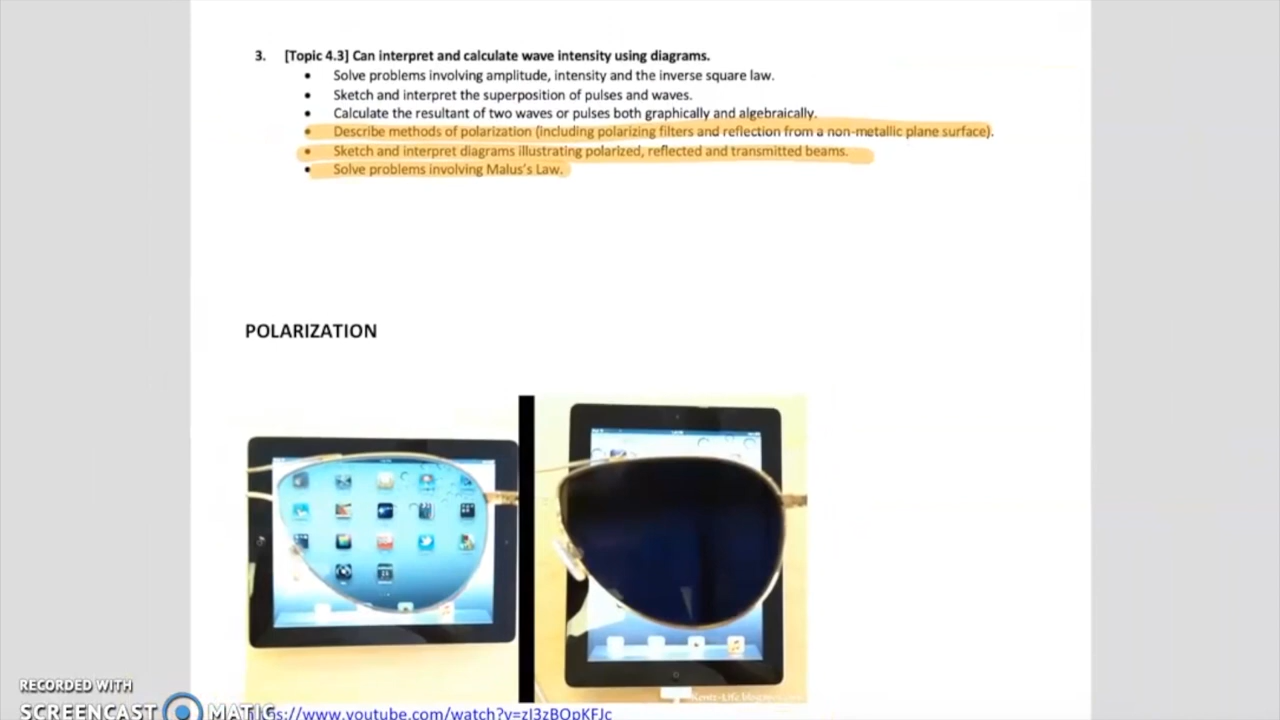 3. [Topic 4.3] Can interpret and calculate wave intensity using diagrams.
• Solve problems involving amplitude, intensity and the inverse square law.
• Sketch and interpret the superposition of pulses and waves.
• Calculate the resultant of two waves or pulses both graphically and algebraically.
• Describe methods of polarization (including polarizing filters and reflection from a non-metallic plane surface).
• Sketch and interpret diagrams illustrating polarized, reflected and transmitted beams.
• Solve problems involving Malus's Law.
POLARIZATION
RECORDED WITH
SCREENCAST MATIC
://www.youtube.com/watch?v=zI3zBOpKFJc